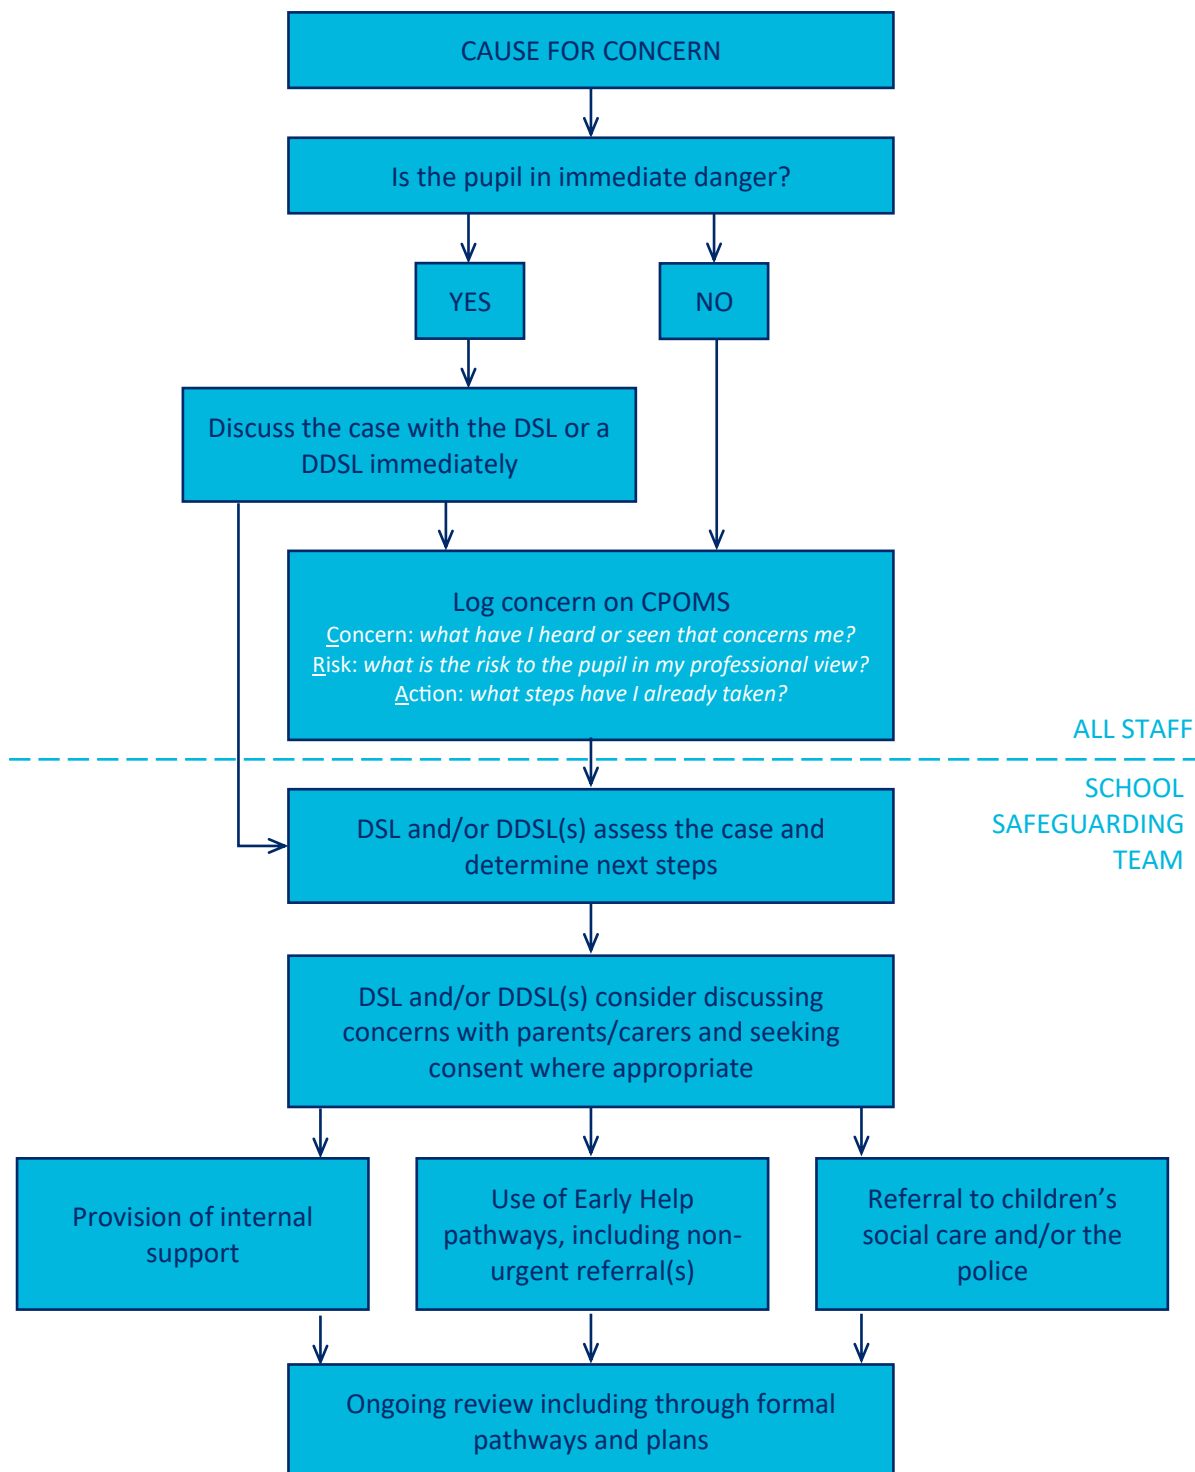 CAUSE FOR CONCERN
Is the pupil in immediate danger?
YES
NO
Discuss the case with the DSL or a
DDSL immediately
Log concern on CPOMS
Concern: what have I heard or seen that concerns me?
Risk: what is the risk to the pupil in my professional view?
Action: what steps have I already taken?
ALL STAFF
SCHOOL
SAFEGUARDING
TEAM
DSL and/or DDSL(s) assess the case and
determine next steps
DSL and/or DDSL(s) consider discussing
concerns with parents/carers and seeking
consent where appropriate
Provision of internal
support
Use of Early Help
pathways, including non-
urgent referral(s)
Referral to children’s
social care and/or the
police
Ongoing review including through formal
pathways and plans